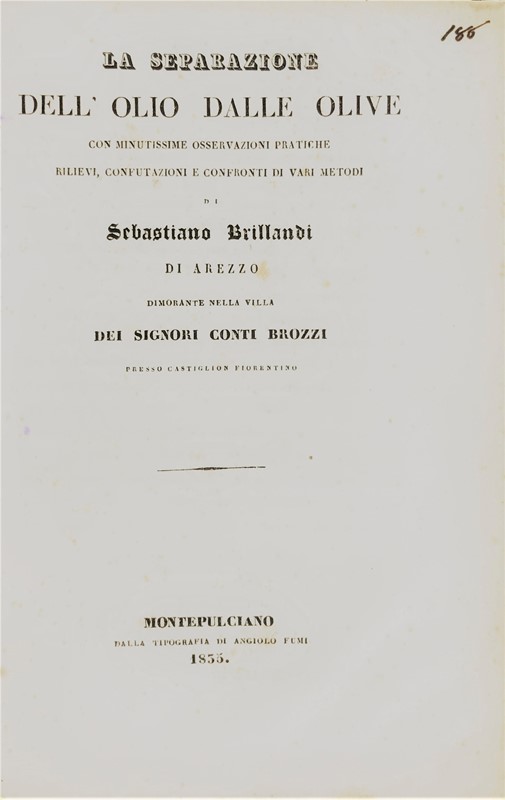 186
LA SEPARAZIONE
DELL' OLIO DALLE OLIVE
CON MINUTISSIME OSSERVAZIONI PRATICHE
RILIEVI, CONFUTAZIONI E CONFRONTI DI VARI METODI
DI
Sebastiano Brillandi
DI AREZZO
DIMORANTE NELLA VILLA
DEI SIGNORI CONTI BROZZI
PRESSO CASTIGLION FIORENTINO
MONTEPULCIANO
DALLA TIPOGRAFIA DI ANGIOLO FUMI
1835.